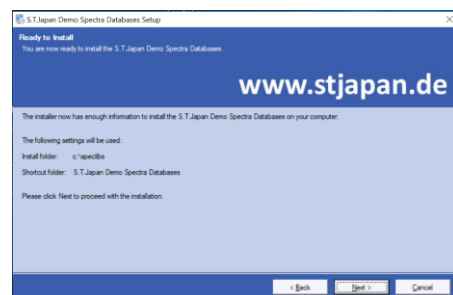 S.T.Japan Demo Spectra Databases Setup
Ready to Install
You are now ready to install the S.T.Japan Demo Spectra Databases.
www.stjapan.de
The installer now has enough information to install the S.T.Japan Demo Spectra Databases on your computer.
The following settings will be used:
Install folder: c:\speclibs
Shortcut folder: S.T.Japan Demo Spectra Databases
Please click Next to proceed with the installation.
< Back Next > Cancel